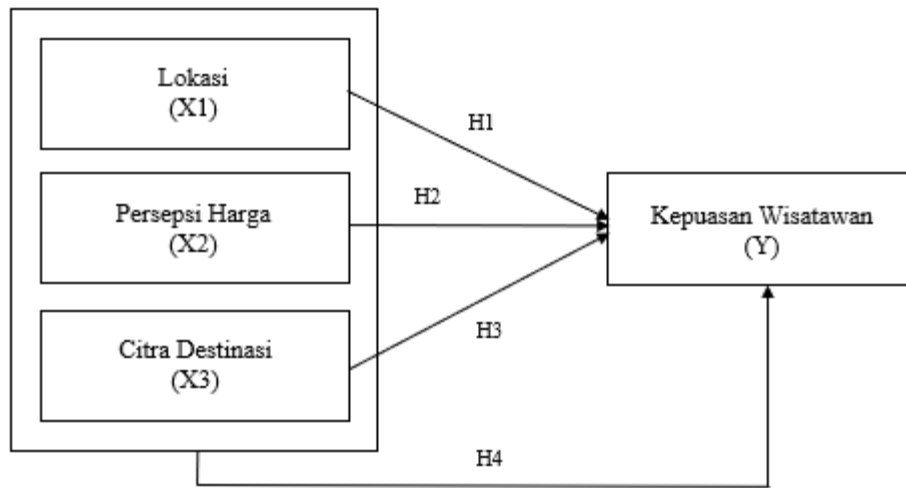 Lokasi
(X1)
H1
Persepsi Harga
(X2)
H2
Kepuasan Wisatawan
(Y)
Citra Destinasi
(X3)
H3
H4